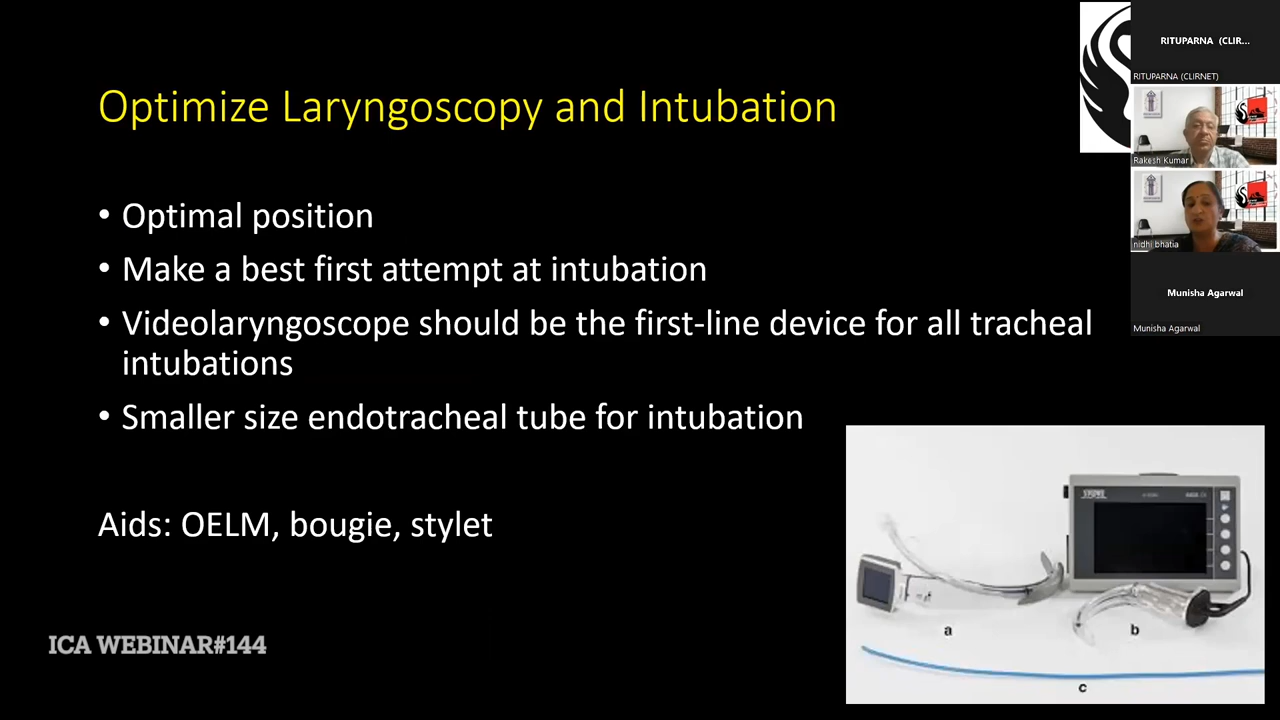 Optimize Laryngoscopy and Intubation
• Optimal position
• Make a best first attempt at intubation
• Videolaryngoscope should be the first-line device for all tracheal
intubations
• Smaller size endotracheal tube for intubation
Aids: OELM, bougie, stylet
ICA WEBINAR#144
a
b
c
RITUPARNA (CLIR...
RITUPARNA (CLIRNET)
Rakesh Kumar
nidhi bhatia
Munisha Agarwal
Munisha Agarwal